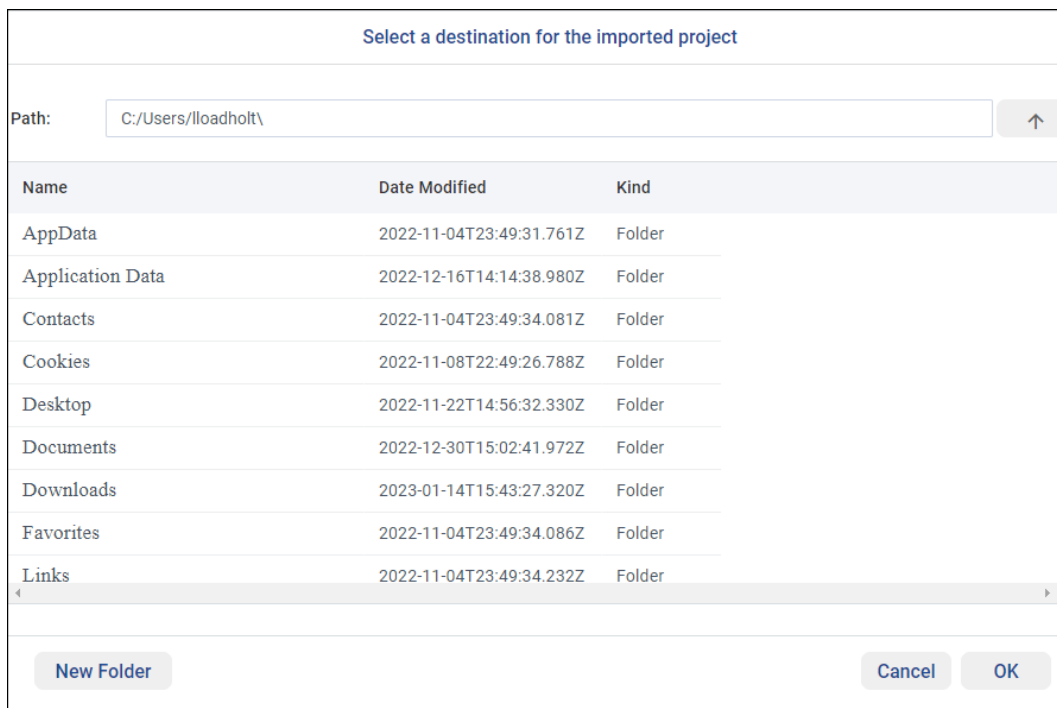 Select a destination for the imported project
Path: C:/Users/lloadholt\
Name Date Modified Kind
AppData 2022-11-04T23:49:31.761Z Folder
Application Data 2022-12-16T14:14:38.980Z Folder
Contacts 2022-11-04T23:49:34.081Z Folder
Cookies 2022-11-08T22:49:26.788Z Folder
Desktop 2022-11-22T14:56:32.330Z Folder
Documents 2022-12-30T15:02:41.972Z Folder
Downloads 2023-01-14T15:43:27.320Z Folder
Favorites 2022-11-04T23:49:34.086Z Folder
Links 2022-11-04T23:49:34.232Z Folder
New Folder Cancel OK